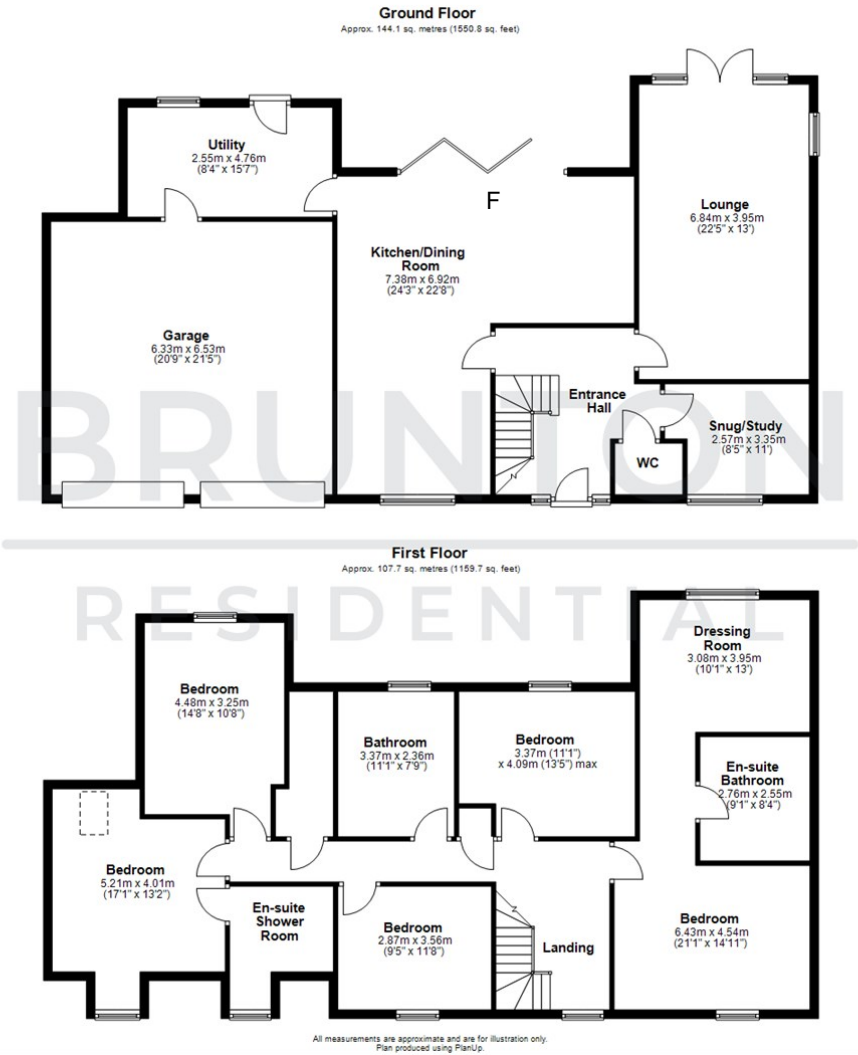 Ground Floor
Approx. 144.1 sq. metres (1550.8 sq. feet)
Utility
2.55m x 4.76m
(8'4" x 15'7")
F
Lounge
6.84m x 3.95m
(22'5" x 13')
Kitchen/Dining
Room
7.38m x 6.92m
(24'3" x 22'8")
Garage
6.33m x 6.53m
(20'9" x 21'5")
Entrance
Hall
Snug/Study
2.57m x 3.35m
(8'5" x 11')
WC
BRUNTON
First Floor
Approx. 107.7 sq. metres (1159.7 sq. feet)
RESIDENTIAL
Dressing
Room
3.08m x 3.95m
(10'1" x 13')
Bedroom
4.48m x 3.25m
(14'8" x 10'8")
Bathroom
3.37m x 2.36m
(11'1" x 7'9")
Bedroom
3.37m (11'1")
x 4.09m (13'5") max
En-suite
Bathroom
2.76m x 2.55m
(9'1" x 8'4")
Bedroom
5.21m x 4.01m
(17'1" x 13'2")
En-suite
Shower
Room
Bedroom
2.87m x 3.56m
(9'5" x 11'8")
Landing
Bedroom
6.43m x 4.54m
(21'1" x 14'11")
All measurements are approximate and are for illustration only.
Plan produced using PlanUp.